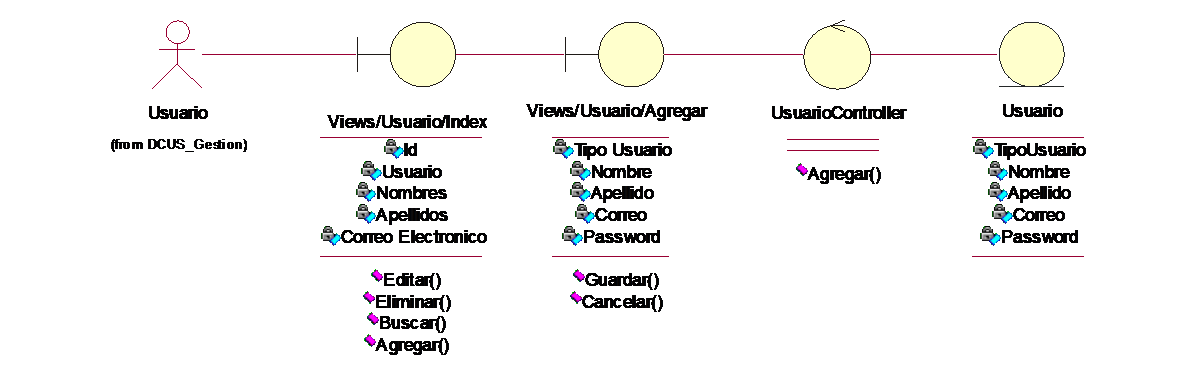 Usuario
(from DCUS_Gestion)
Views/Usuario/Index
Id
Usuario
Nombres
Apellidos
Correo Electronico
Editar()
Eliminar()
Buscar()
Agregar()
Views/Usuario/Agregar
Tipo Usuario
Nombre
Apellido
Correo
Password
Guardar()
Cancelar()
UsuarioController
Agregar()
Usuario
TipoUsuario
Nombre
Apellido
Correo
Password